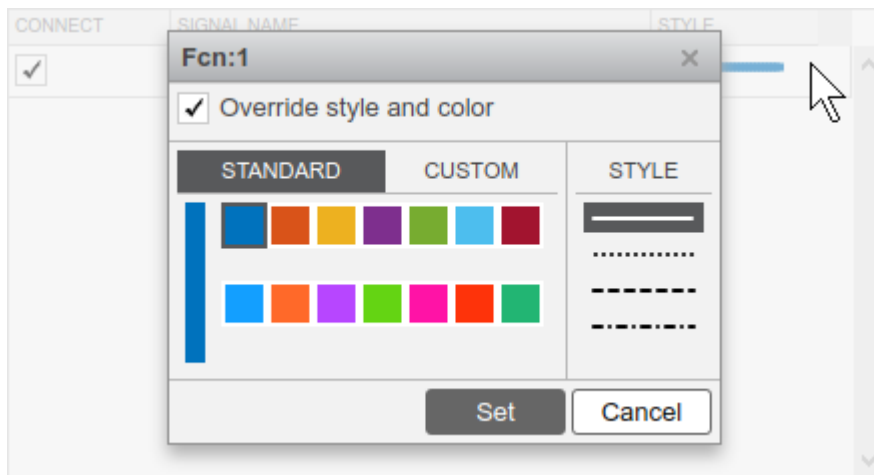 CONNECT SIGNAL NAME STYLE
Fcn:1
Override style and color
STANDARD CUSTOM STYLE
Set Cancel